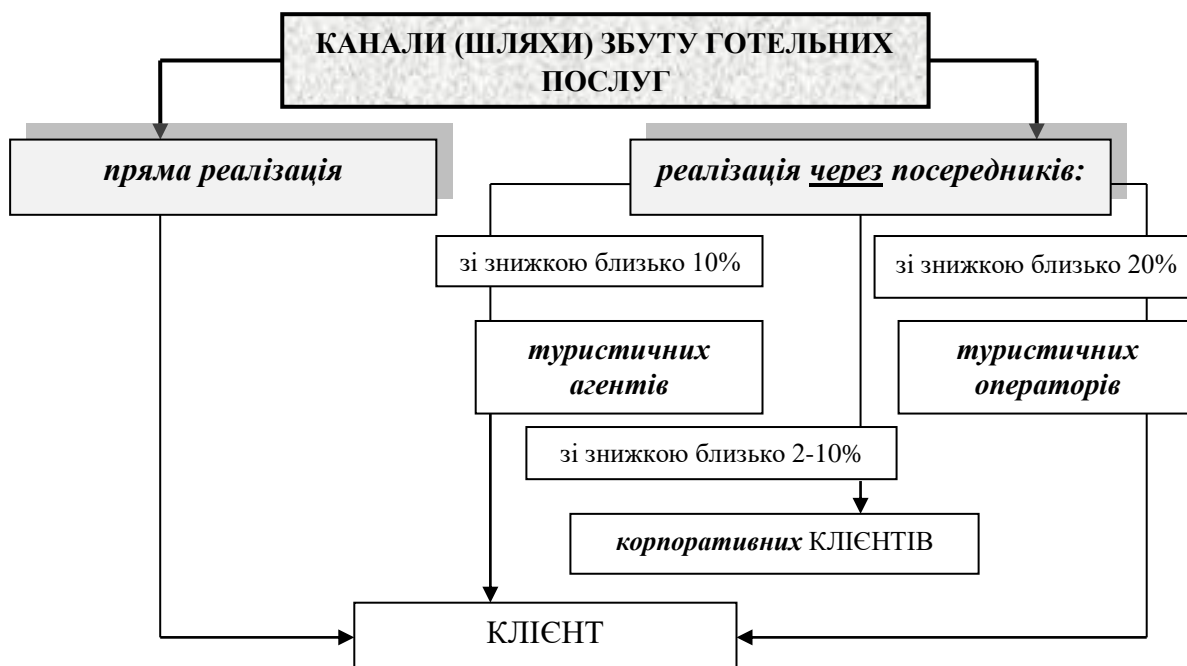 КАНАЛИ (ШЛЯХИ) ЗБУТУ ГОТЕЛЬНИХ
ПОСЛУГ
пряма реалізація
реалізація через посередників:
зі знижкою близько 10%
зі знижкою близько 20%
туристичних
агентів
туристичних
операторів
зі знижкою близько 2-10%
корпоративних КЛІЄНТІВ
КЛІЄНТ